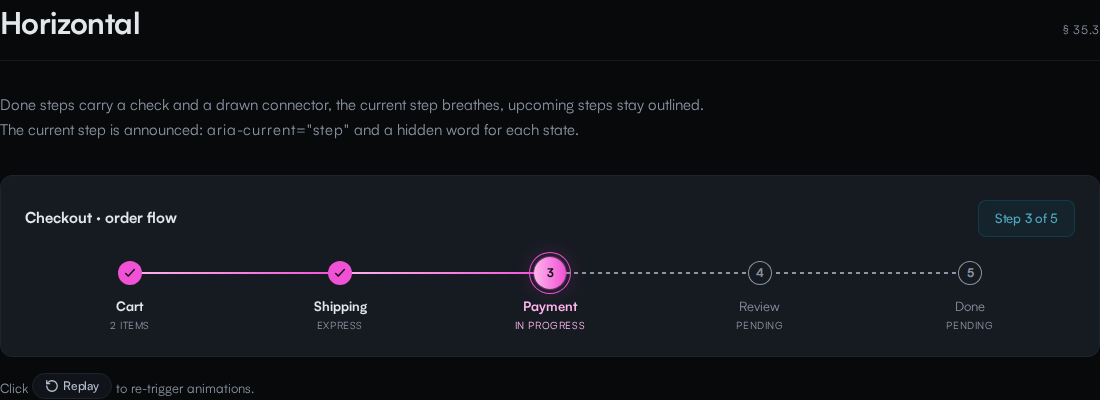 Horizontal
§ 35.3
Done steps carry a check and a drawn connector, the current step breathes, upcoming steps stay outlined.
The current step is announced: aria-current="step" and a hidden word for each state.
Checkout · order flow
Step 3 of 5
3
4
5
Cart
Shipping
Payment
Review
Done
2 ITEMS
EXPRESS
IN PROGRESS
PENDING
PENDING
Click Replay to re-trigger animations.